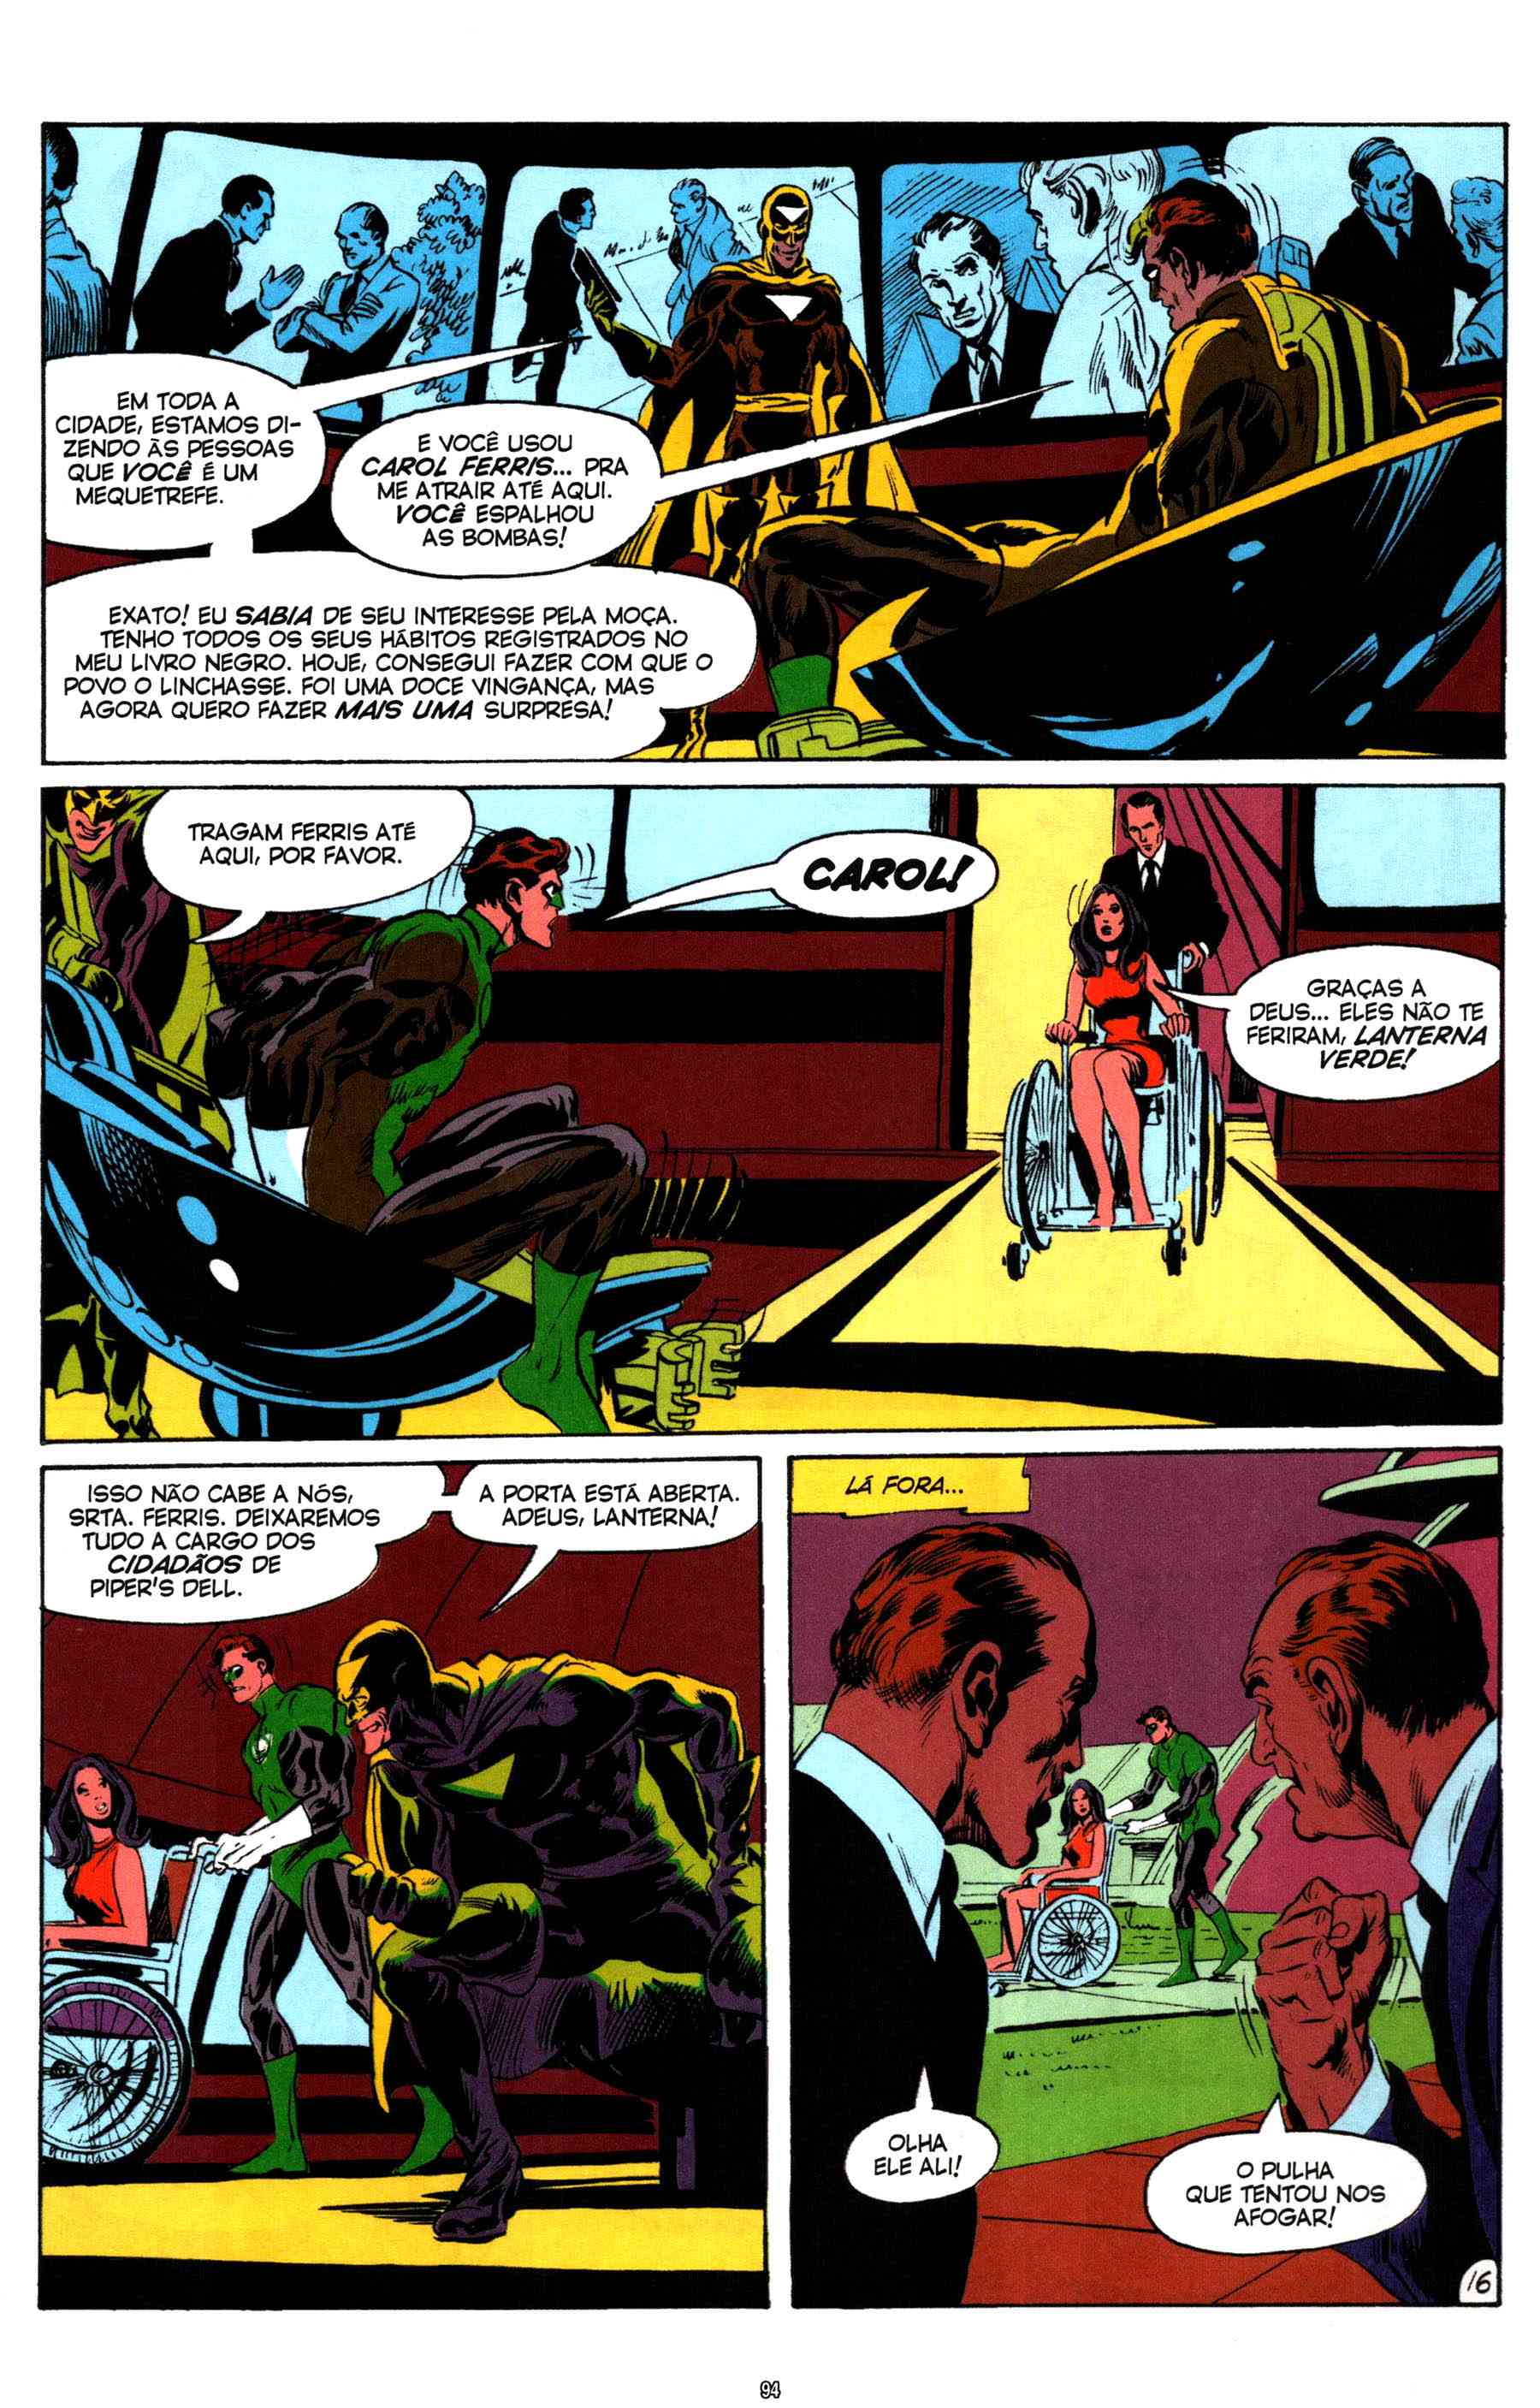 EM TODA A
CIDADE, ESTAMOS DI-
ZENDO ÀS PESSOAS
QUE VOCÊ É UM
MEQUETREFE.
E VOCÊ USOU
CAROL FERRIS... PRA
ME ATRAIR ATÉ AQUI.
VOCÊ ESPALHOU
AS BOMBAS!
EXATO! EU SABIA DE SEU INTERESSE PELA MOÇA.
TENHO TODOS OS SEUS HÁBITOS REGISTRADOS NO
MEU LIVRO NEGRO. HOJE, CONSEGUI FAZER COM QUE O
POVO O LINCHASSE. FOI UMA DOCE VINGANÇA, MAS
AGORA QUERO FAZER MAIS UMA SURPRESA!
TRAGAM FERRIS ATÉ
AQUI, POR FAVOR.
CAROL!
GRAÇAS A
DEUS... ELES NÃO TE
FERIRAM, LANTERNA
VERDE!
ISSO NÃO CABE A NÓS,
SRTA. FERRIS. DEIXAREMOS
TUDO A CARGO DOS
CIDADÃOS DE
PIPER'S DELL.
A PORTA ESTÁ ABERTA.
ADEUS, LANTERNA!
LÁ FORA...
OLHA
ELE ALI!
O PULHA
QUE TENTOU NOS
AFOGAR!
16
94